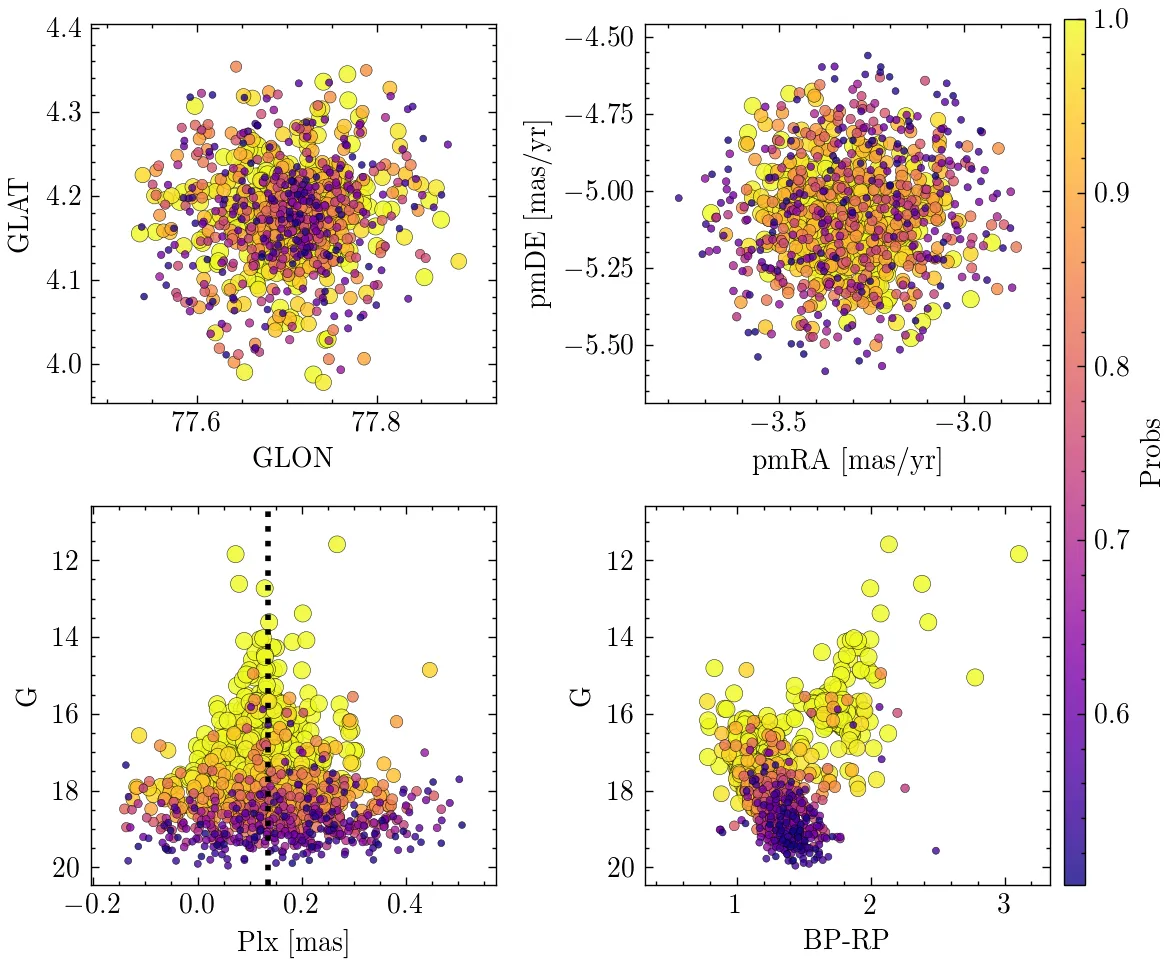 4.4
4.3
4.2
4.1
4.0
GLAT
77.6 77.8
GLON
−4.50
−4.75
−5.00
−5.25
−5.50
pmDE [mas/yr]
−3.5 −3.0
pmRA [mas/yr]
12
14
16
18
20
G
−0.2 0.0 0.2 0.4
Plx [mas]
12
14
16
18
20
G
1 2 3
BP-RP
1.0
0.9
0.8
0.7
0.6
Probs